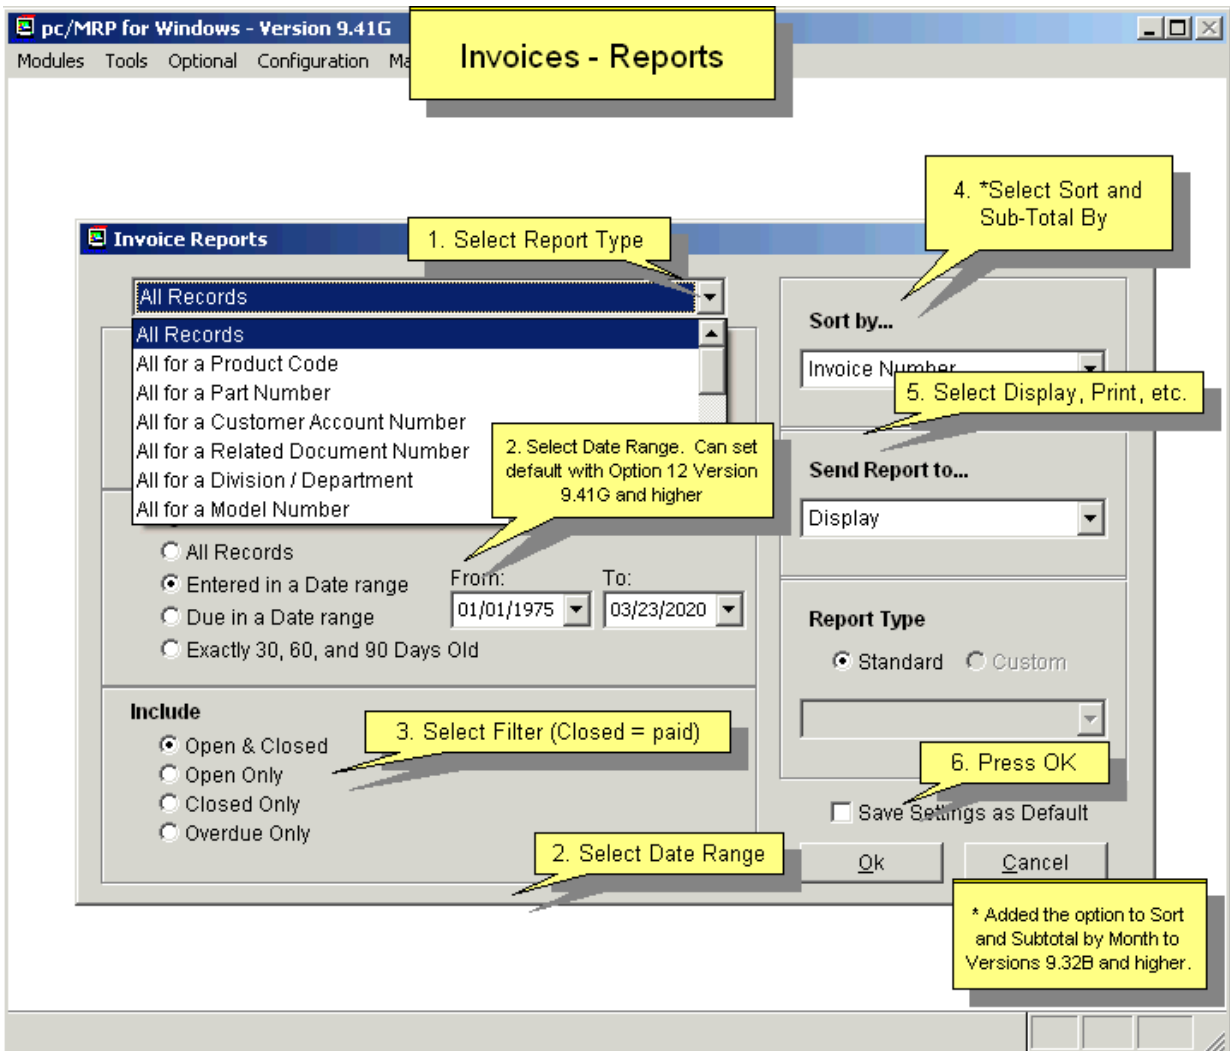 pc/MRP for Windows - Version 9.41G
Invoices - Reports
Modules Tools Optional Configuration Ma
4. *Select Sort and
Sub-Total By
Invoice Reports
1. Select Report Type
All Records
All Records
All for a Product Code
All for a Part Number
All for a Customer Account Number
All for a Related Document Number
All for a Division / Department
All for a Model Number
2. Select Date Range. Can set
default with Option 12 Version
9.41G and higher
All Records
Entered in a Date range
Due in a Date range
Exactly 30, 60, and 90 Days Old
From:
To:
01/01/1975
03/23/2020
Include
Open & Closed
Open Only
Closed Only
Overdue Only
3. Select Filter (Closed = paid)
2. Select Date Range
Sort by...
Invoice Number
5. Select Display, Print, etc.
Send Report to...
Display
Report Type
Standard Custom
6. Press OK
Save Settings as Default
Ok Cancel
* Added the option to Sort
and Subtotal by Month to
Versions 9.32B and higher.